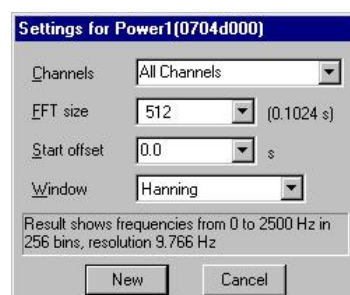 Settings for Power1(0704d000)
Channels All Channels
FFT size 512 (0.1024 s)
Start offset 0.0 s
Window Hanning
Result shows frequencies from 0 to 2500 Hz in
256 bins, resolution 9.766 Hz
New Cancel